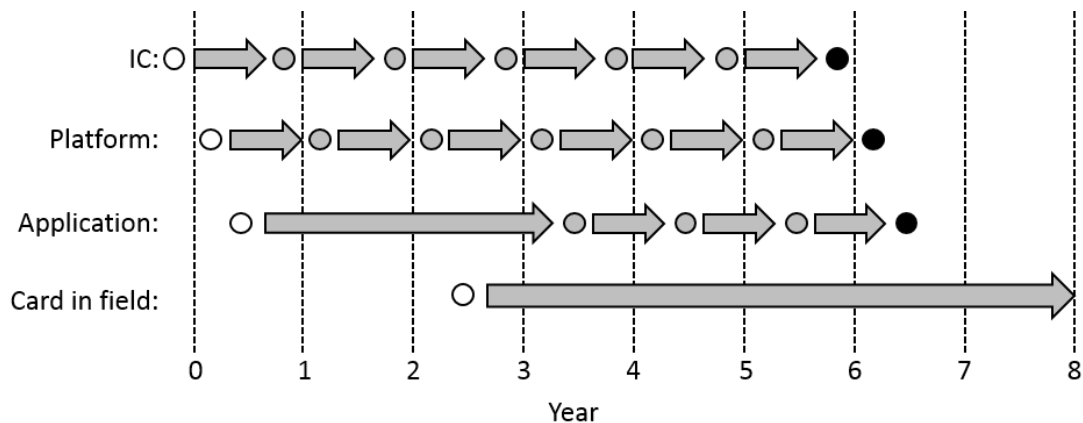 IC:
Platform:
Application:
Card in field:
0 1 2 3 4 5 6 7 8
Year